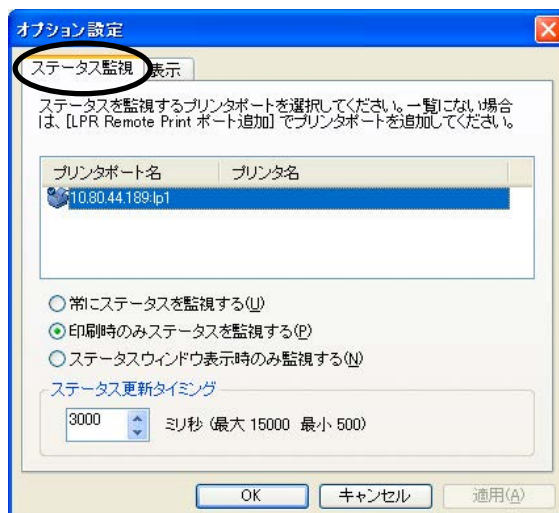 オプション設定
ステータス監視 表示
ステータスを監視するプリンタポートを選択してください。一覧にない場合
は、[LPR Remote Print ポート追加] でプリンタポートを追加してください。
プリンタポート名 プリンタ名
10.80.44.189:lp1
常にステータスを監視する(U)
印刷時のみステータスを監視する(P)
ステータスウィンドウ表示時のみ監視する(N)
ステータス更新タイミング
3000 ミリ秒 (最大 15000 最小 500)
OK キャンセル 適用(A)